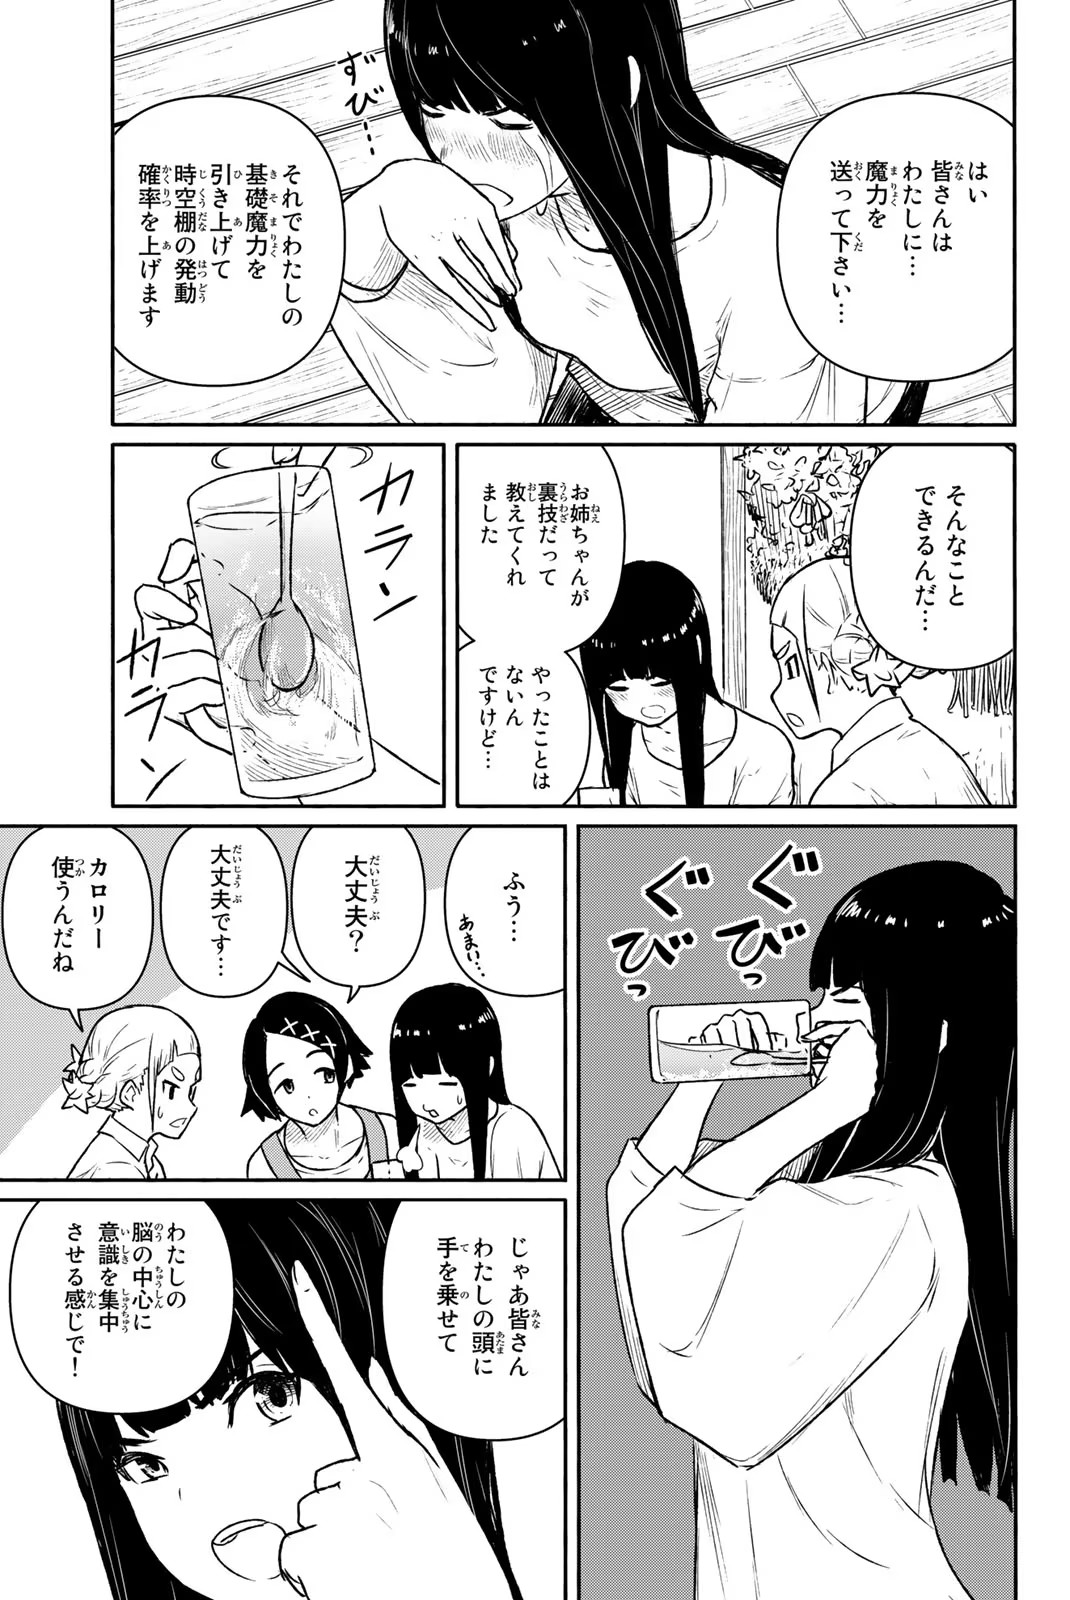 はい
皆さんは
わたしに…
魔力を
送って下さい…
ずび…
それでわたしの
基礎魔力を
引き上げて
時空棚の発動
確率を上げます
そんなこと
できるんだ…
お姉ちゃんが
裏技だって
教えてくれ
ました
やったことは
ないん
ですけど…
カラン
カラン
ぐびっ
ぐびっ
ふう…
あまい…
大丈夫？
大丈夫です…
カロリー
使うんだね
じゃあ皆さん
わたしの頭に
手を乗せて
わたしの
脳の中心に
意識を集中
させる感じで！